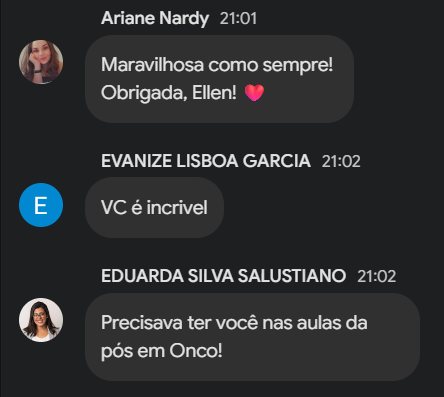 Ariane Nardy 21:01
Maravilhosa como sempre!
Obrigada, Ellen! ❤️
EVANIZE LISBOA GARCIA 21:02
E
VC é incrivel
EDUARDA SILVA SALUSTIANO 21:02
Precisava ter você nas aulas da
pós em Onco!